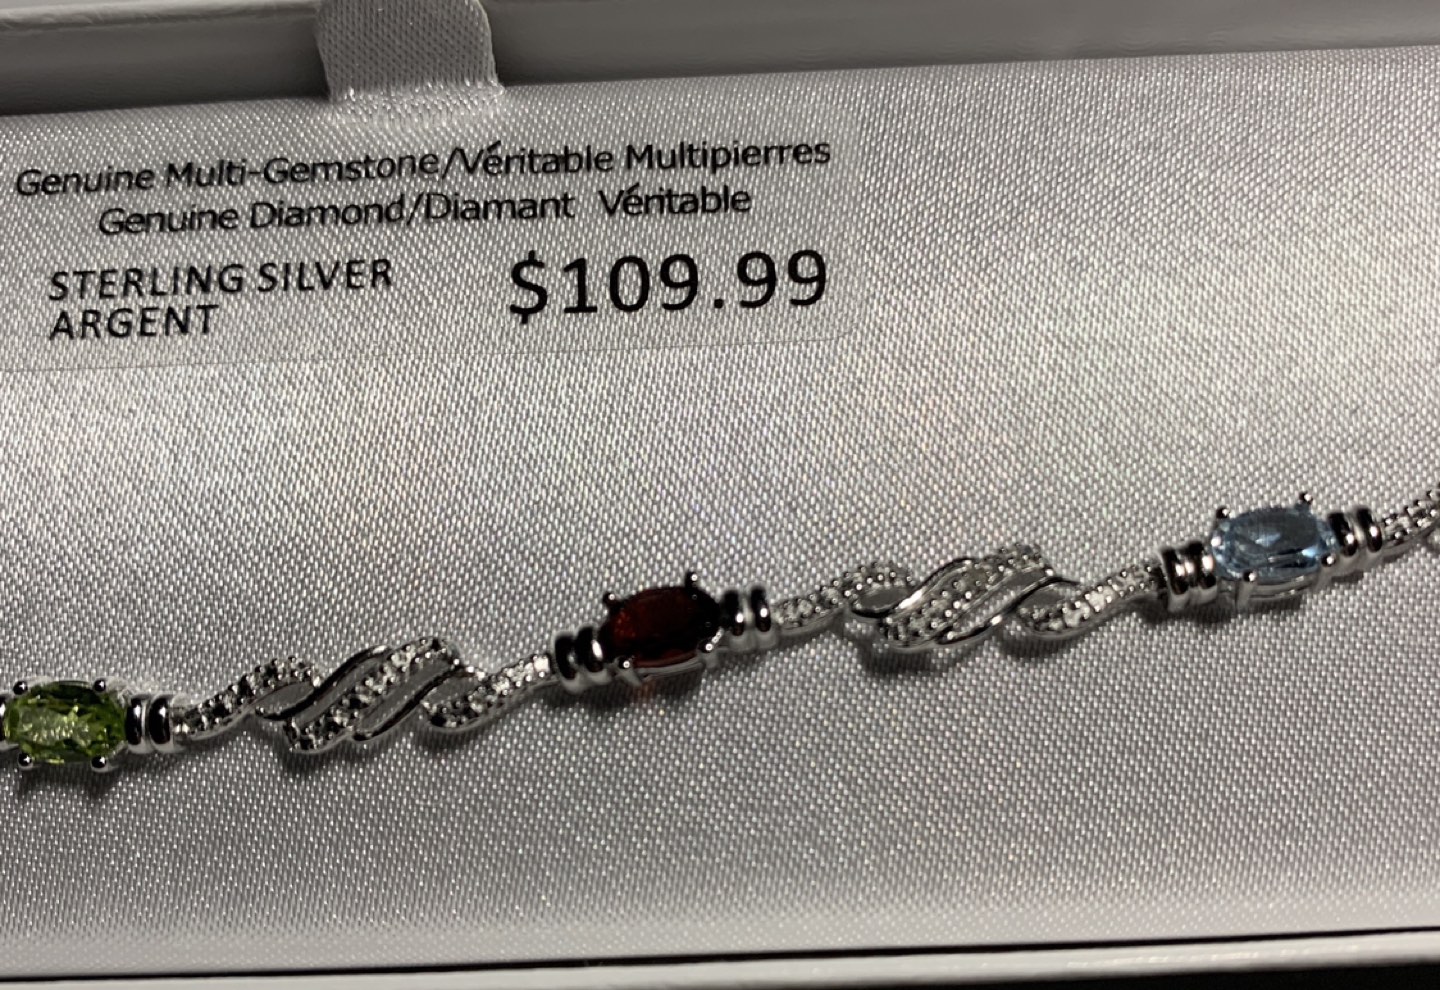 Genuine Multi-Gemstone/Véritable Multipierres
Genuine Diamond/Diamant Véritable
STERLING SILVER
ARGENT
$109.99